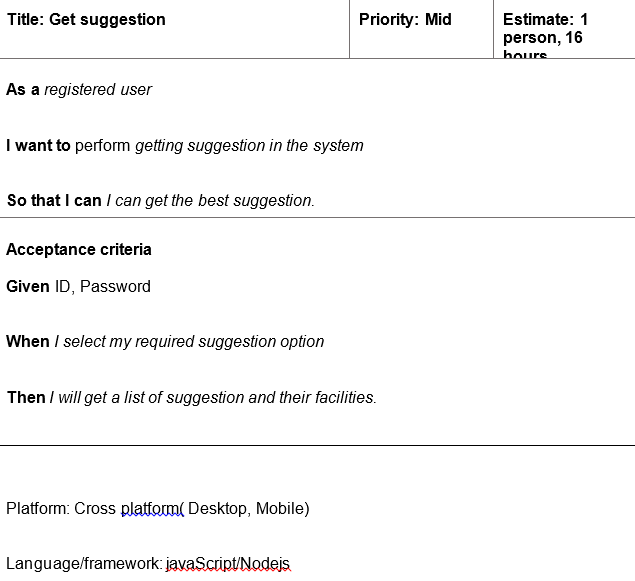 Title: Get suggestion
Priority: Mid
Estimate: 1
person, 16
hours
As a registered user
I want to perform getting suggestion in the system
So that I can I can get the best suggestion.
Acceptance criteria
Given ID, Password
When I select my required suggestion option
Then I will get a list of suggestion and their facilities.
Platform: Cross platform( Desktop, Mobile)
Language/framework: javaScript/Nodejs